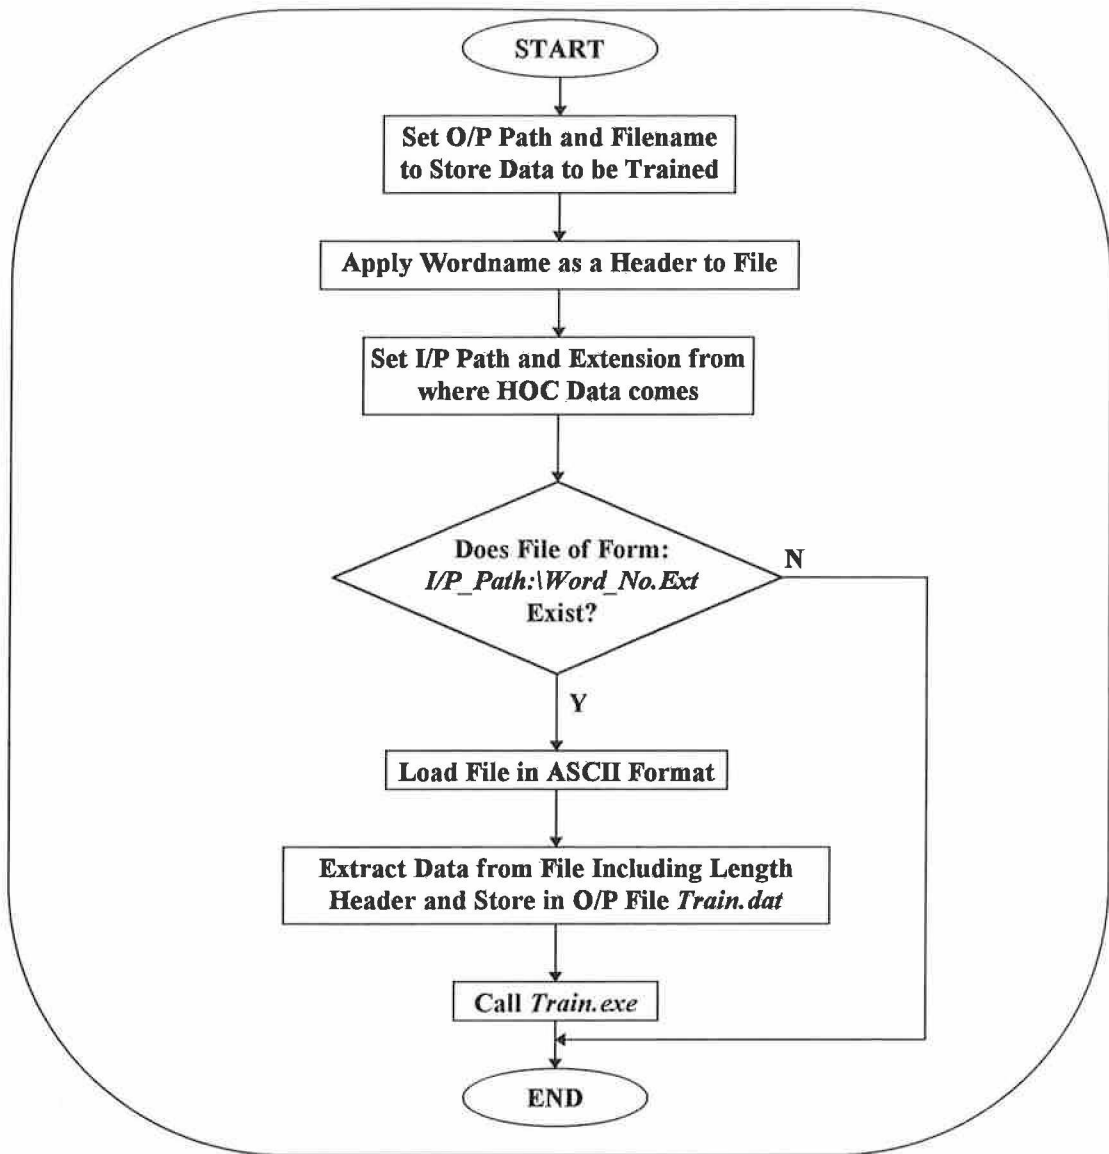 START
Set O/P Path and Filename
to Store Data to be Trained
Apply Wordname as a Header to File
Set I/P Path and Extension from
where HOC Data comes
Does File of Form:
I/P_Path:\Word_No.Ext
Exist?
N
Y
Load File in ASCII Format
Extract Data from File Including Length
Header and Store in O/P File Train.dat
Call Train.exe
END